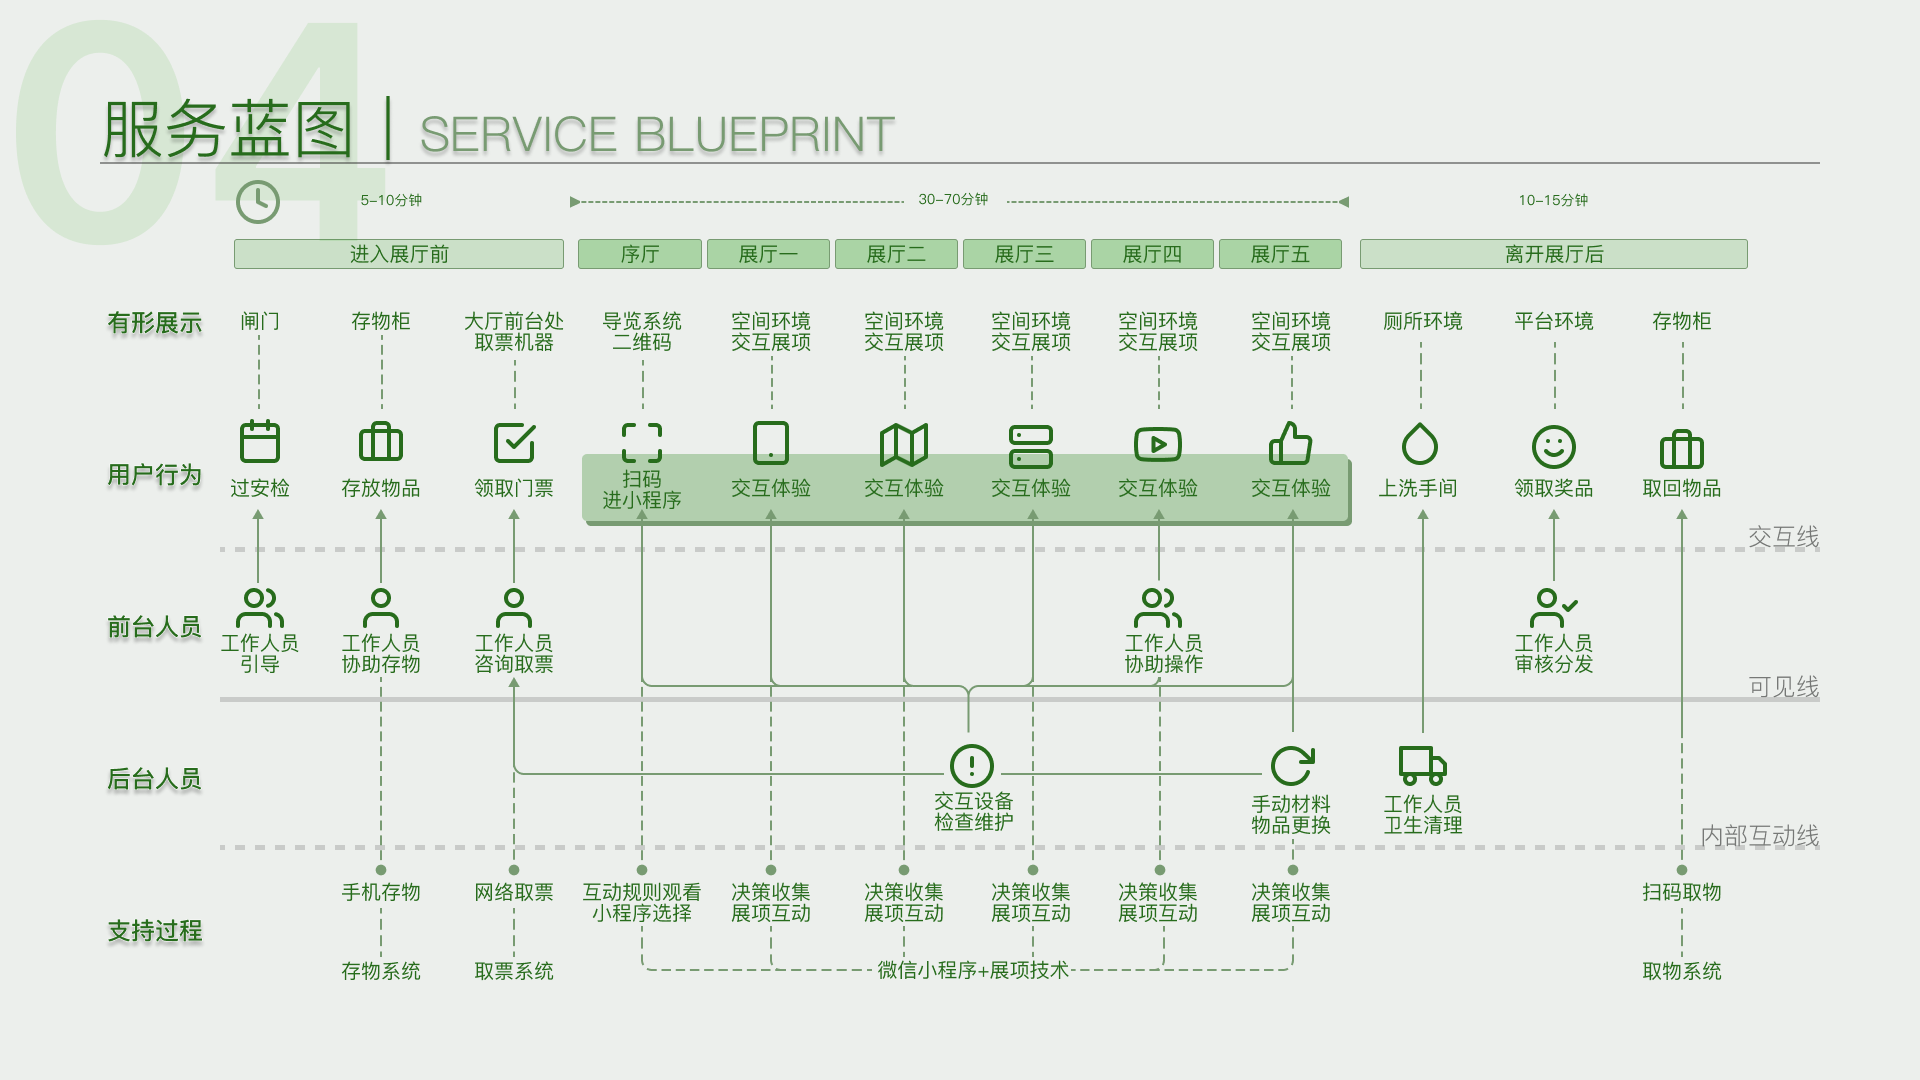 04
服务蓝图 | SERVICE BLUEPRINT
5-10分钟
30-70分钟
10-15分钟
进入展厅前
序厅
展厅一
展厅二
展厅三
展厅四
展厅五
离开展厅后
有形展示
闸门
存物柜
大厅前台处
取票机器
导览系统
二维码
空间环境
交互展项
空间环境
交互展项
空间环境
交互展项
空间环境
交互展项
空间环境
交互展项
厕所环境
平台环境
存物柜
用户行为
过安检
存放物品
领取门票
扫码
进小程序
交互体验
交互体验
交互体验
交互体验
交互体验
上洗手间
领取奖品
取回物品
交互线
前台人员
工作人员
引导
工作人员
协助存物
工作人员
咨询取票
工作人员
协助操作
工作人员
审核分发
可见线
后台人员
交互设备
检查维护
手动材料
物品更换
工作人员
卫生清理
内部互动线
支持过程
手机存物
网络取票
互动规则观看
小程序选择
决策收集
展项互动
决策收集
展项互动
决策收集
展项互动
决策收集
展项互动
决策收集
展项互动
扫码取物
存物系统
取票系统
微信小程序+展项技术
取物系统